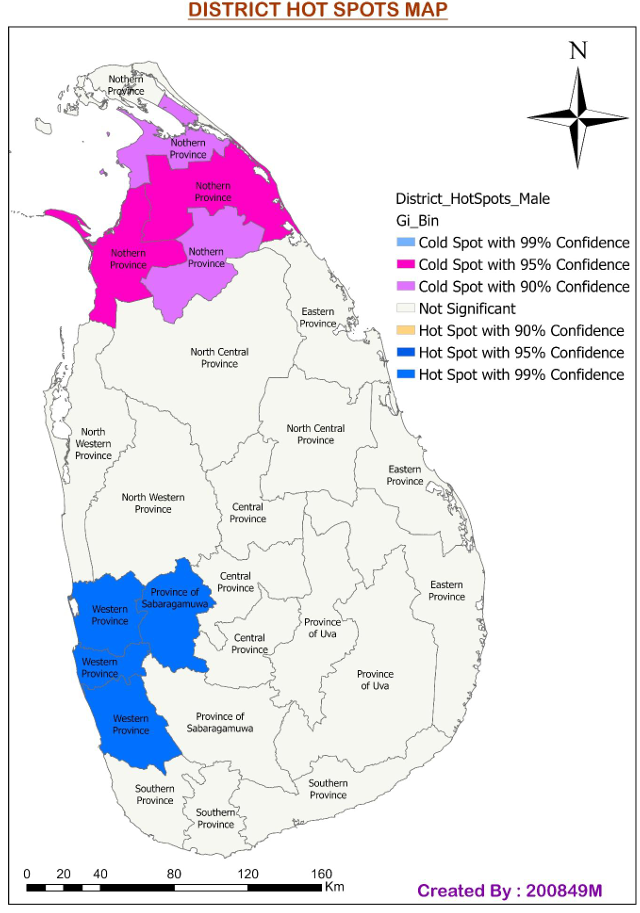 DISTRICT HOT SPOTS MAP
N
Nothern
Province
Nothern
Province
Nothern
Province
Nothern
Province
Nothern
Province
District_HotSpots_Male
Gi_Bin
Cold Spot with 99% Confidence
Cold Spot with 95% Confidence
Cold Spot with 90% Confidence
Not Significant
Hot Spot with 90% Confidence
Hot Spot with 95% Confidence
Hot Spot with 99% Confidence
Eastern
Province
North Central
Province
North Central
Province
North
Western
Province
Eastern
Province
North Western
Province
Central
Province
Central
Province
Province of
Sabaragamuwa
Eastern
Province
Western
Province
Province
of Uva
Central
Province
Western
Province
Province
of Uva
Western
Province
Province of
Sabaragamuwa
Southern
Province
Southern
Province
Southern
Province
0 20 40 80 120 160
Km
Created By : 200849M